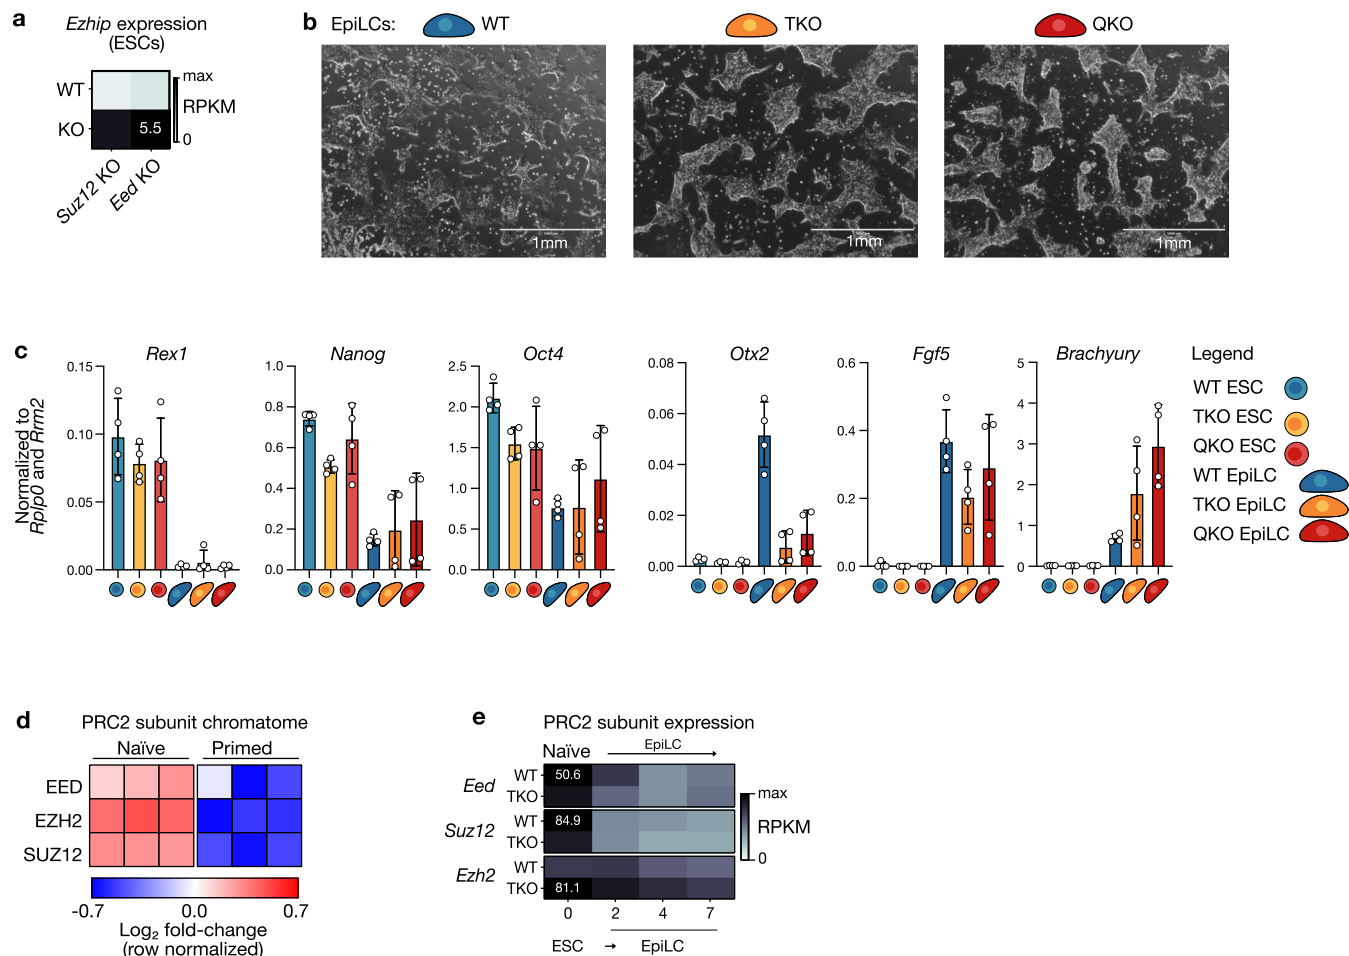 a
Ezhip expression
(ESCs)
WT
KO
5.5
max
RPKM
0
Suz12 KO
Eed KO
b
EpiLCs:
WT
TKO
QKO
1mm
1mm
1mm
c
Normalized to
Rplp0 and Rrm2
Rex1
0.15
0.10
0.05
0.00
Nanog
1.0
0.8
0.6
0.4
0.2
0.0
Oct4
2.5
2.0
1.5
1.0
0.5
0.0
Otx2
0.08
0.06
0.04
0.02
0.00
Fgf5
0.6
0.4
0.2
0.0
Brachyury
5
4
3
2
1
0
Legend
WT ESC
TKO ESC
QKO ESC
WT EpiLC
TKO EpiLC
QKO EpiLC
d
PRC2 subunit chromatome
Naïve
Primed
EED
EZH2
SUZ12
-0.7
0.0
0.7
Log₂ fold-change
(row normalized)
e
PRC2 subunit expression
Naïve
EpiLC
Eed
WT
50.6
TKO
Suz12
WT
84.9
TKO
Ezh2
WT
TKO
81.1
max
RPKM
0
0
2
4
7
ESC → EpiLC